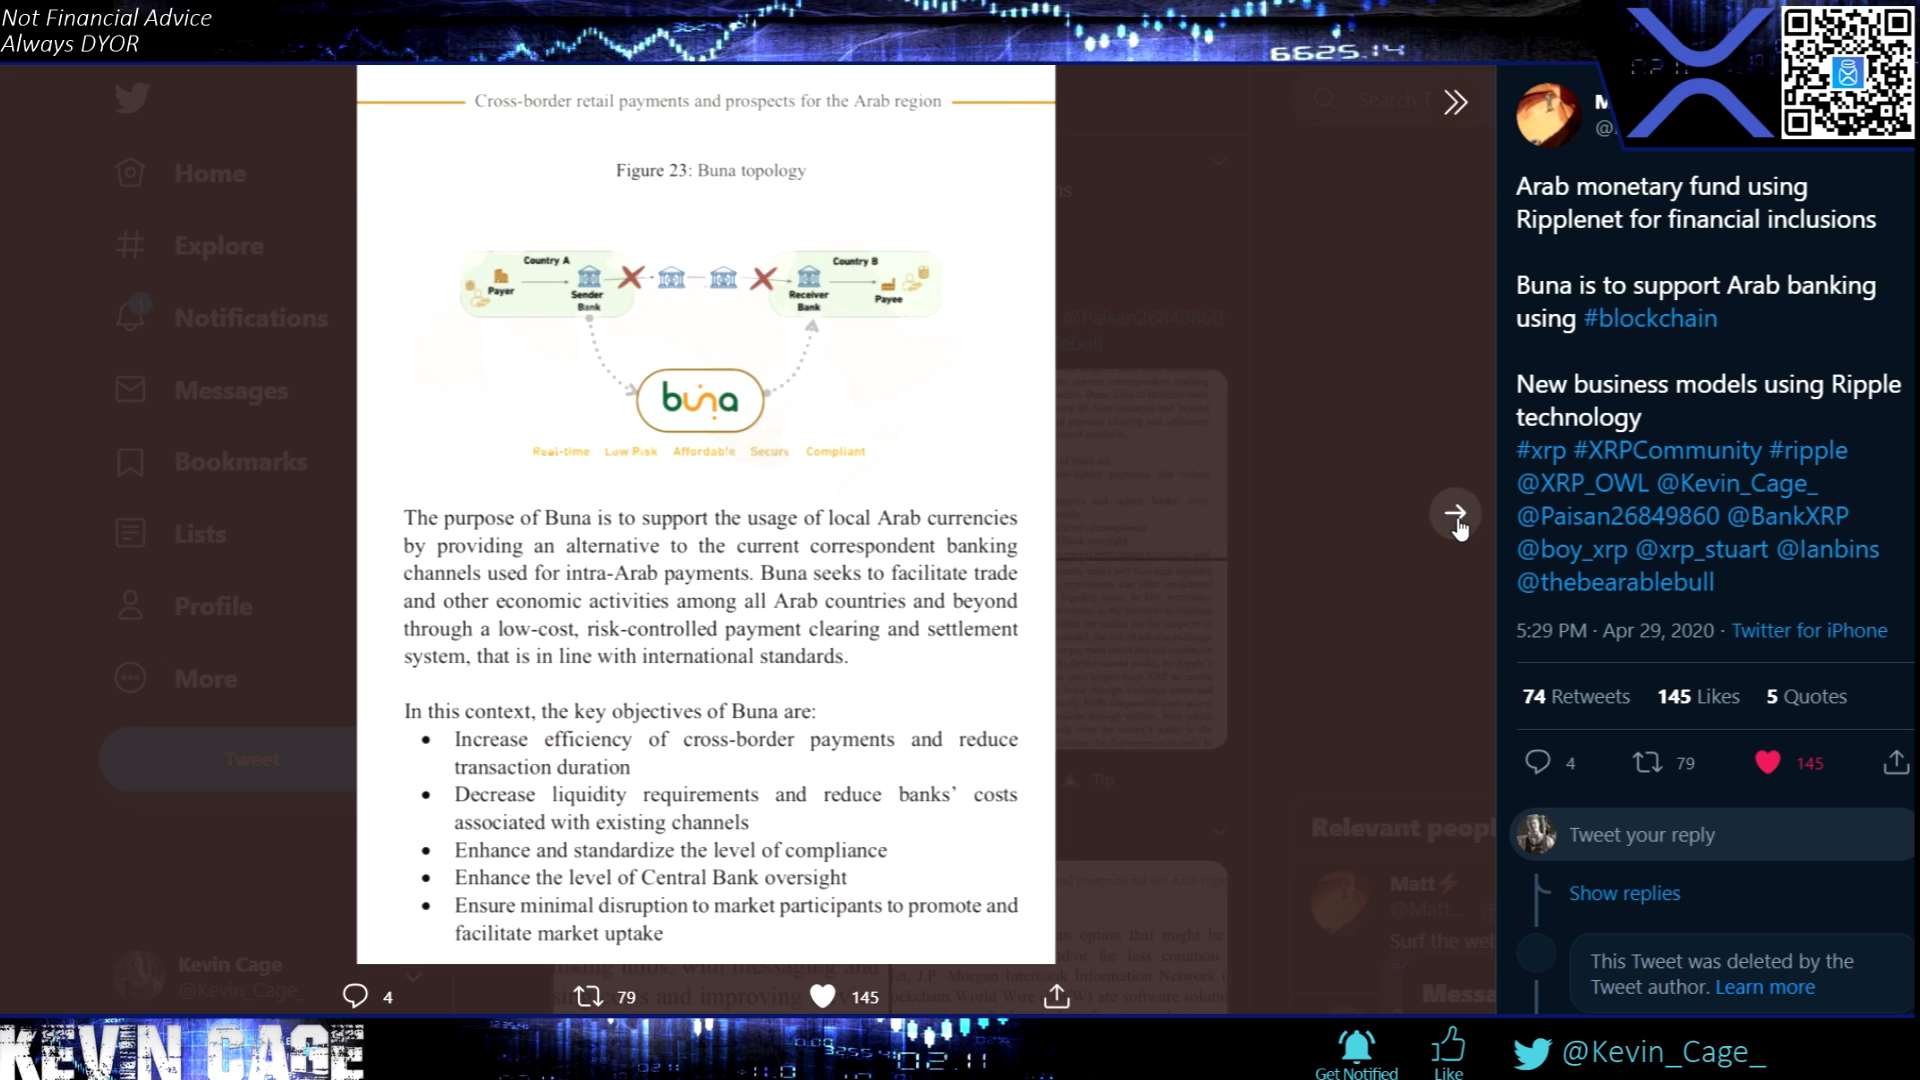 Not Financial Advice
Always DYOR
6625.14
Home
Explore
Notifications
Messages
Bookmarks
Lists
Profile
More
Tweet
Kevin Cage
@Kevin_Cage_
Cross-border retail payments and prospects for the Arab region
Figure 23: Buna topology
Country A
Payer
Sender
Bank
Country B
Receiver
Bank
Payee
buna
Real-time Low Risk Affordable Secure Compliant
The purpose of Buna is to support the usage of local Arab currencies
by providing an alternative to the current correspondent banking
channels used for intra-Arab payments. Buna seeks to facilitate trade
and other economic activities among all Arab countries and beyond
through a low-cost, risk-controlled payment clearing and settlement
system, that is in line with international standards.
In this context, the key objectives of Buna are:
• Increase efficiency of cross-border payments and reduce
transaction duration
• Decrease liquidity requirements and reduce banks' costs
associated with existing channels
• Enhance and standardize the level of compliance
• Enhance the level of Central Bank oversight
• Ensure minimal disruption to market participants to promote and
facilitate market uptake
4 79 145
Search
@Paisan26849860
Tip
Relevant peopl
Matt
@Matt...
Surf the web
Messa
Arab monetary fund using
Ripplenet for financial inclusions
Buna is to support Arab banking
using #blockchain
New business models using Ripple
technology
#xrp #XRPCommunity #ripple
@XRP_OWL @Kevin_Cage_
@Paisan26849860 @BankXRP
@boy_xrp @xrp_stuart @Ianbins
@thebearablebull
5:29 PM · Apr 29, 2020 · Twitter for iPhone
74 Retweets 145 Likes 5 Quotes
4 79 145
Tweet your reply
Show replies
This Tweet was deleted by the
Tweet author. Learn more
KEVIN CAGE
02.11
Get Notified
Like
@Kevin_Cage_